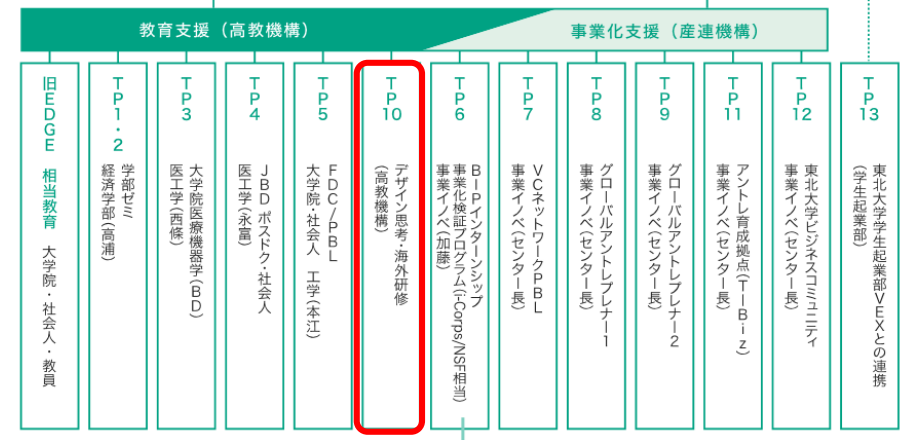 教育支援（高教機構）
事業化支援（産連機構）
旧EDGE 相当教育 大学院・社会人・教員
TP1・2
学部ゼミ
経済学部（高浦）
TP3
大学院医療機器学（BD）
医工学（西條）
TP4
JBD ポスドク・社会人
医工学（永富）
TP5
FDC/PBL
大学院・社会人 工学（本江）
TP10
デザイン思考・海外研修
（高教機構）
TP6
BIPインターンシップ
事業化検証プログラム（i-Corps/NSF相当）
事業イノベ（加藤）
TP7
VCネットワークPBL
事業イノベ（センター長）
TP8
グローバルアントレプレナー1
事業イノベ（センター長）
TP9
グローバルアントレプレナー2
事業イノベ（センター長）
TP11
アントレ育成拠点（TIBiz）
事業イノベ（センター長）
TP12
東北大学ビジネスコミュニティ
事業イノベ（センター長）
TP13
東北大学学生起業部VEXとの連携
（学生起業部）